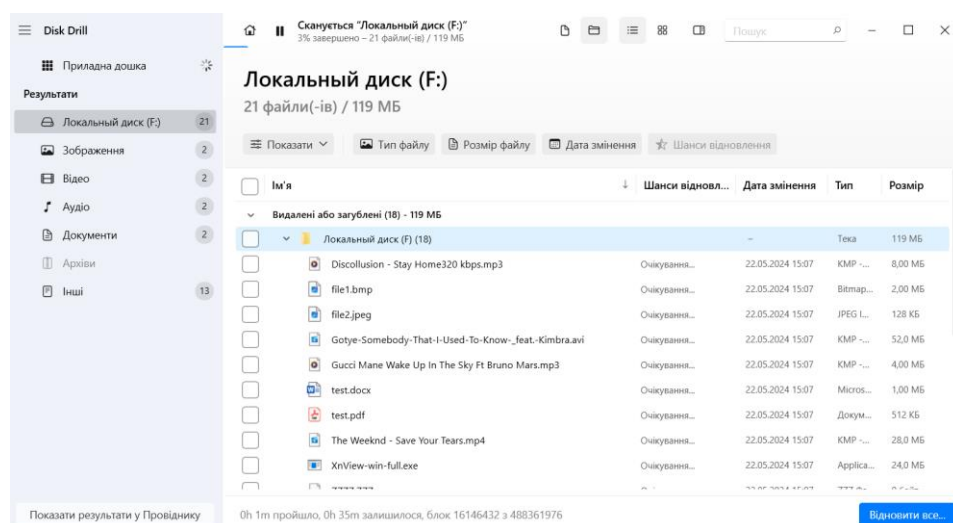 Disk Drill
Сканується "Локальный диск (F:)"
3% завершено – 21 файли(-ів) / 119 МБ
Пошук
Приладна дошка
Результати
Локальный диск (F:) 21
Зображення 2
Відео 2
Аудіо 2
Документи 2
Архіви
Інші 13
Локальный диск (F:)
21 файли(-ів) / 119 МБ
Показати Тип файлу Розмір файлу Дата змінення Шанси відновлення
Ім'я Шанси відновл... Дата змінення Тип Розмір
Видалені або загублені (18) - 119 МБ
Локальный диск (F) (18) – Тека 119 МБ
Discollusion - Stay Home320 kbps.mp3 Очікування... 22.05.2024 15:07 KMP -... 8,00 МБ
file1.bmp Очікування... 22.05.2024 15:07 Bitmap... 2,00 МБ
file2.jpeg Очікування... 22.05.2024 15:07 JPEG I... 128 КБ
Gotye-Somebody-That-I-Used-To-Know-_feat.-Kimbra.avi Очікування... 22.05.2024 15:07 KMP -... 52,0 МБ
Gucci Mane Wake Up In The Sky Ft Bruno Mars.mp3 Очікування... 22.05.2024 15:07 KMP -... 4,00 МБ
test.docx Очікування... 22.05.2024 15:07 Micros... 1,00 МБ
test.pdf Очікування... 22.05.2024 15:07 Докум... 512 КБ
The Weeknd - Save Your Tears.mp4 Очікування... 22.05.2024 15:07 KMP -... 28,0 МБ
XnView-win-full.exe Очікування... 22.05.2024 15:07 Applica... 24,0 МБ
Показати результати у Провіднику
0h 1m пройшло, 0h 35m залишилося, блок 16146432 з 488361976
Відновити все...